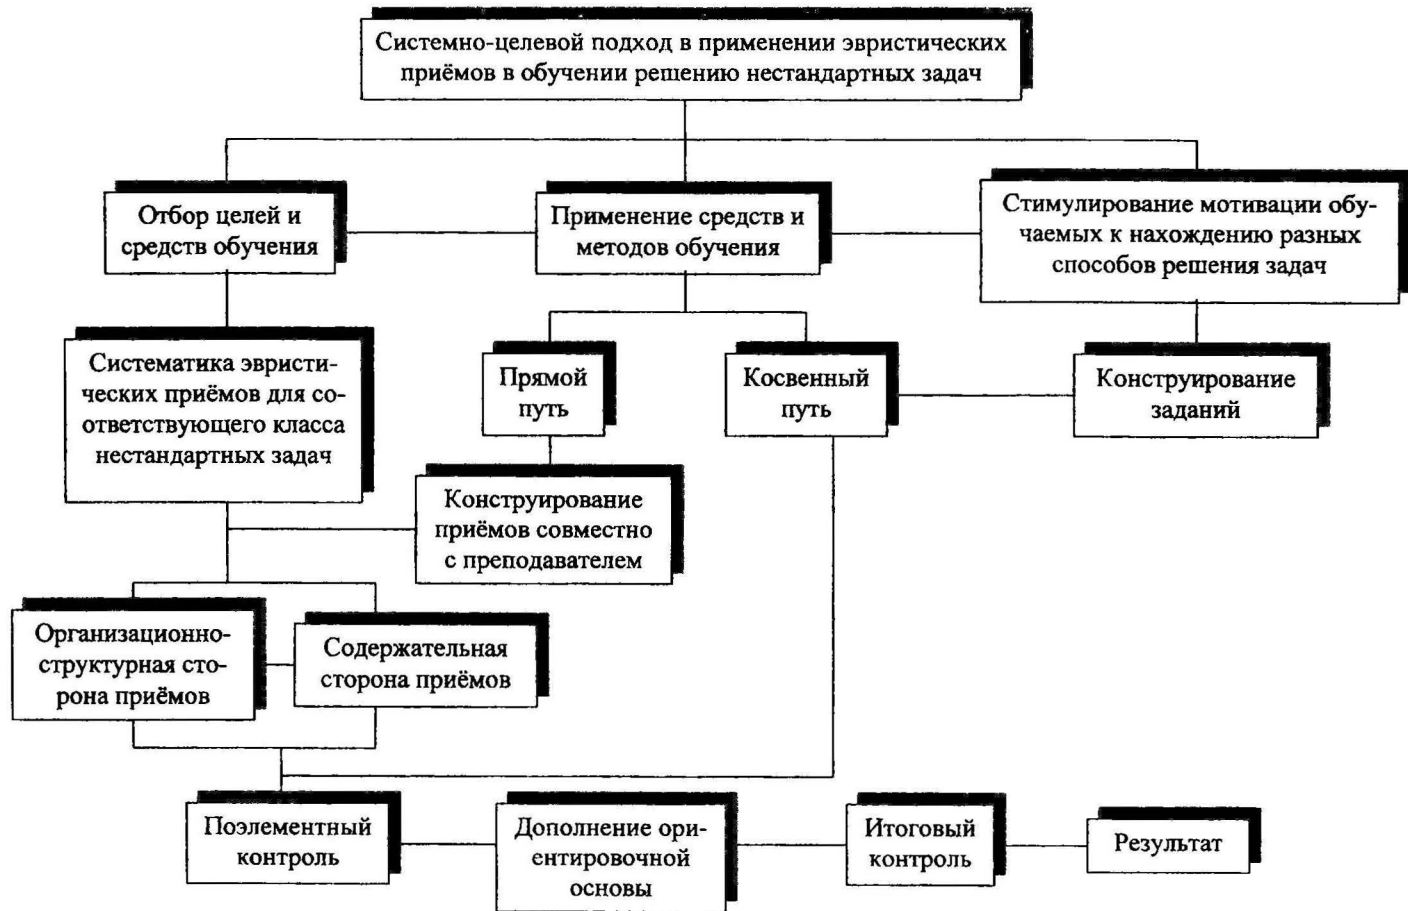 Системно-целевой подход в применении эвристических
приёмов в обучении решению нестандартных задач
Отбор целей и
средств обучения
Применение средств и
методов обучения
Стимулирование мотивации обу-
чаемых к нахождению разных
способов решения задач
Систематика эвристи-
ческих приёмов для со-
ответствующего класса
нестандартных задач
Прямой
путь
Косвенный
путь
Конструирование
заданий
Конструирование
приёмов совместно
с преподавателем
Организационно-
структурная сто-
рона приёмов
Содержательная
сторона приёмов
Поэлементный
контроль
Дополнение ори-
ентировочной
основы
Итоговый
контроль
Результат